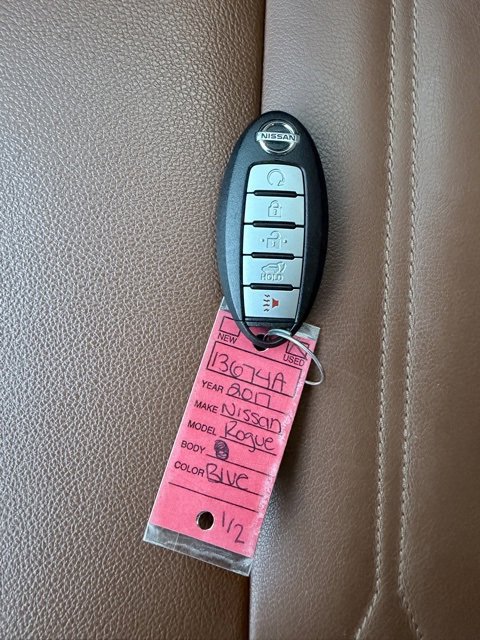 NISSAN
HOLD
NEW USED
13674A
YEAR 2017
MAKE Nissan
MODEL Rogue
BODY
COLOR Blue
1/2